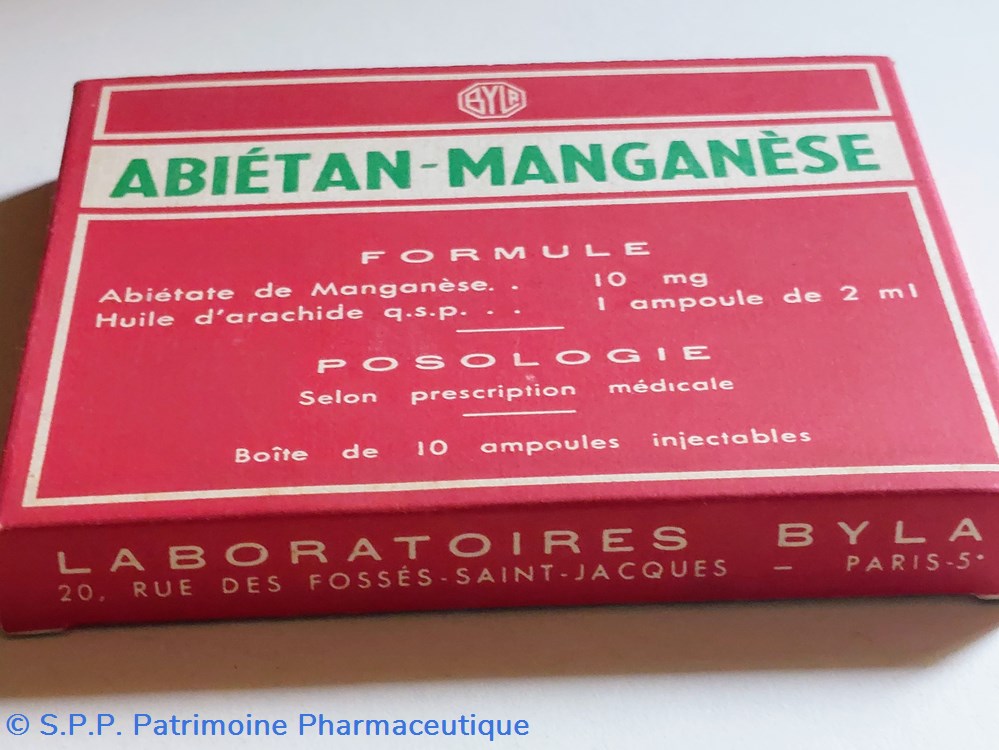 BYLA
ABIÉTAN-MANGANÈSE
FORMULE
Abiétate de Manganèse. . 10 mg
Huile d'arachide q.s.p. . . 1 ampoule de 2 ml
POSOLOGIE
Selon prescription médicale
Boîte de 10 ampoules injectables
LABORATOIRES BYLA
20, RUE DES FOSSÉS-SAINT-JACQUES — PARIS-5e
© S.P.P. Patrimoine Pharmaceutique